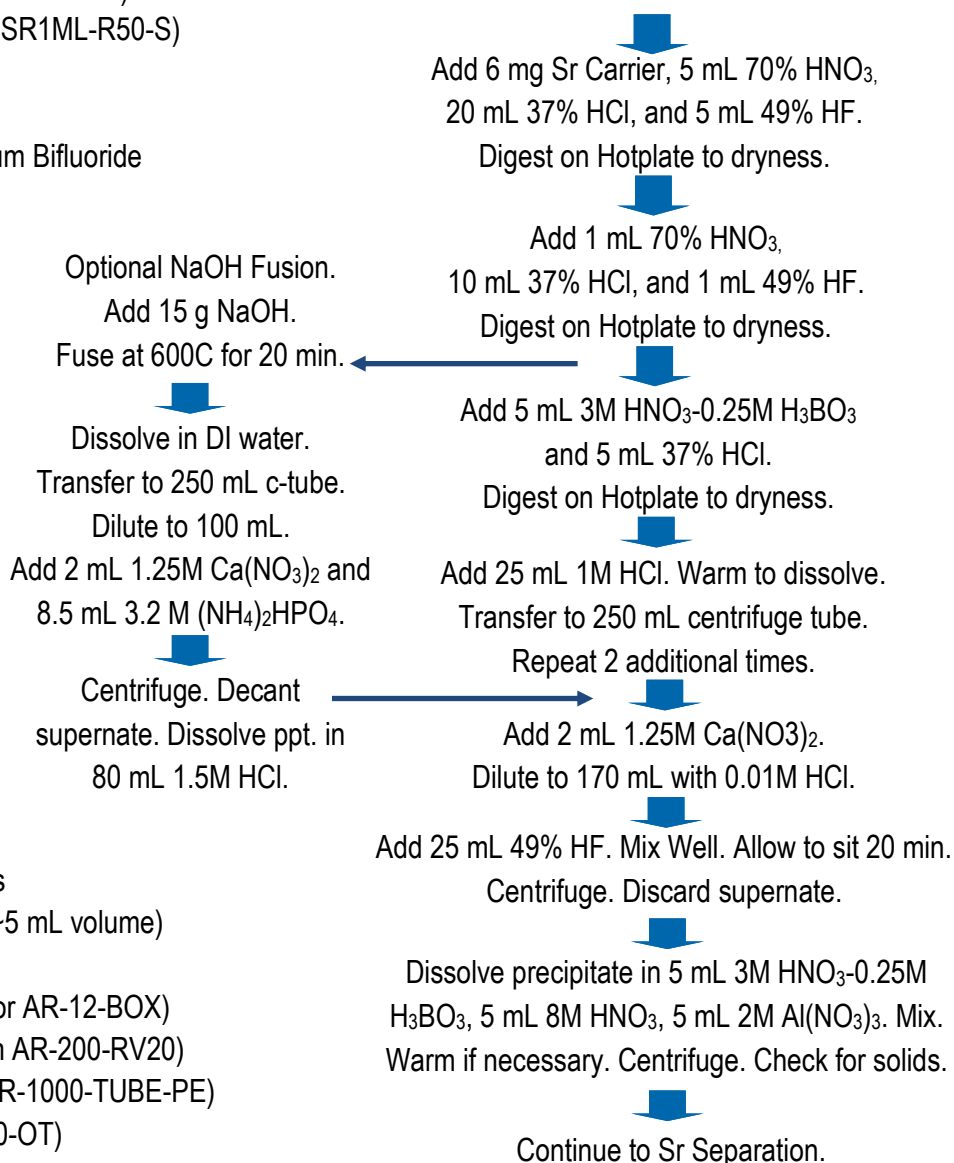 SR1ML-R50-S)
um Bifluoride
Optional NaOH Fusion.
Add 15 g NaOH.
Fuse at 600C for 20 min.
Dissolve in DI water.
Transfer to 250 mL c-tube.
Dilute to 100 mL.
Add 2 mL 1.25M Ca(NO₃)₂ and
8.5 mL 3.2 M (NH₄)₂HPO₄.
Centrifuge. Decant
supernate. Dissolve ppt. in
80 mL 1.5M HCl.
s
~5 mL volume)
or AR-12-BOX)
n AR-200-RV20)
R-1000-TUBE-PE)
0-OT)
Add 6 mg Sr Carrier, 5 mL 70% HNO₃,
20 mL 37% HCl, and 5 mL 49% HF.
Digest on Hotplate to dryness.
Add 1 mL 70% HNO₃,
10 mL 37% HCl, and 1 mL 49% HF.
Digest on Hotplate to dryness.
Add 5 mL 3M HNO₃-0.25M H₃BO₃
and 5 mL 37% HCl.
Digest on Hotplate to dryness.
Add 25 mL 1M HCl. Warm to dissolve.
Transfer to 250 mL centrifuge tube.
Repeat 2 additional times.
Add 2 mL 1.25M Ca(NO3)₂.
Dilute to 170 mL with 0.01M HCl.
Add 25 mL 49% HF. Mix Well. Allow to sit 20 min.
Centrifuge. Discard supernate.
Dissolve precipitate in 5 mL 3M HNO₃-0.25M
H₃BO₃, 5 mL 8M HNO₃, 5 mL 2M Al(NO₃)₃. Mix.
Warm if necessary. Centrifuge. Check for solids.
Continue to Sr Separation.